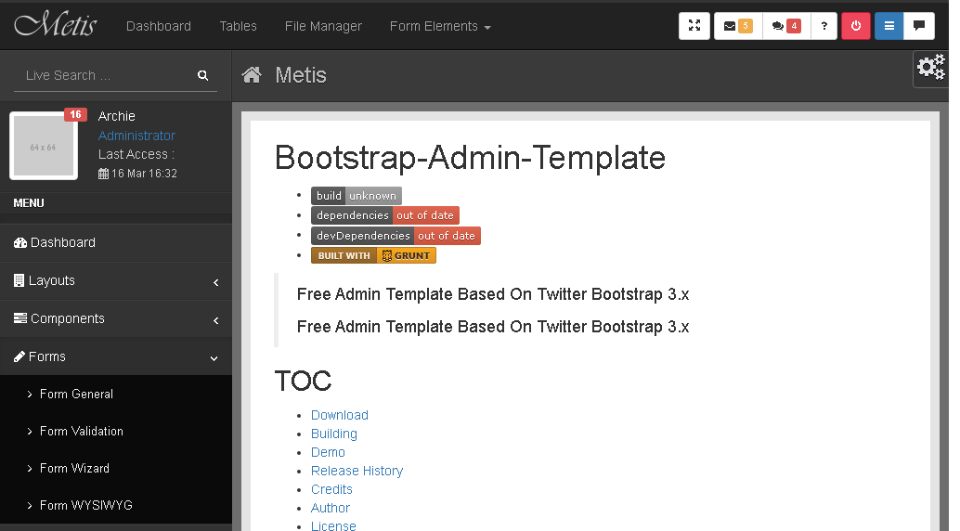 Metis Dashboard Tables File Manager Form Elements 5 4 ?
Live Search ...
Metis
16
64 x 64
Archie
Administrator
Last Access :
16 Mar 16:32
MENU
Dashboard
Layouts
Components
Forms
Form General
Form Validation
Form Wizard
Form WYSIWYG
Bootstrap-Admin-Template
build unknown
dependencies out of date
devDependencies out of date
BUILT WITH GRUNT
Free Admin Template Based On Twitter Bootstrap 3.x
Free Admin Template Based On Twitter Bootstrap 3.x
TOC
Download
Building
Demo
Release History
Credits
Author
License